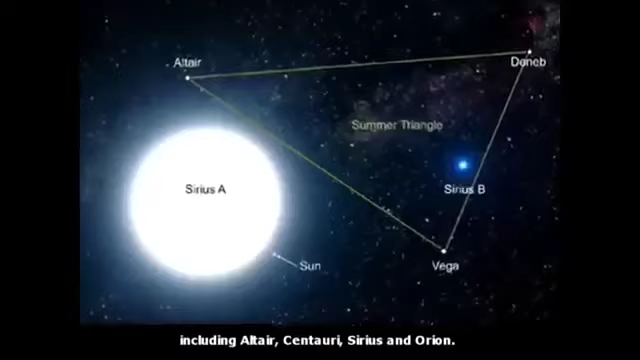 Altair
Deneb
Summer Triangle
Sirius A
Sirius B
Sun
Vega
including Altair, Centauri, Sirius and Orion.